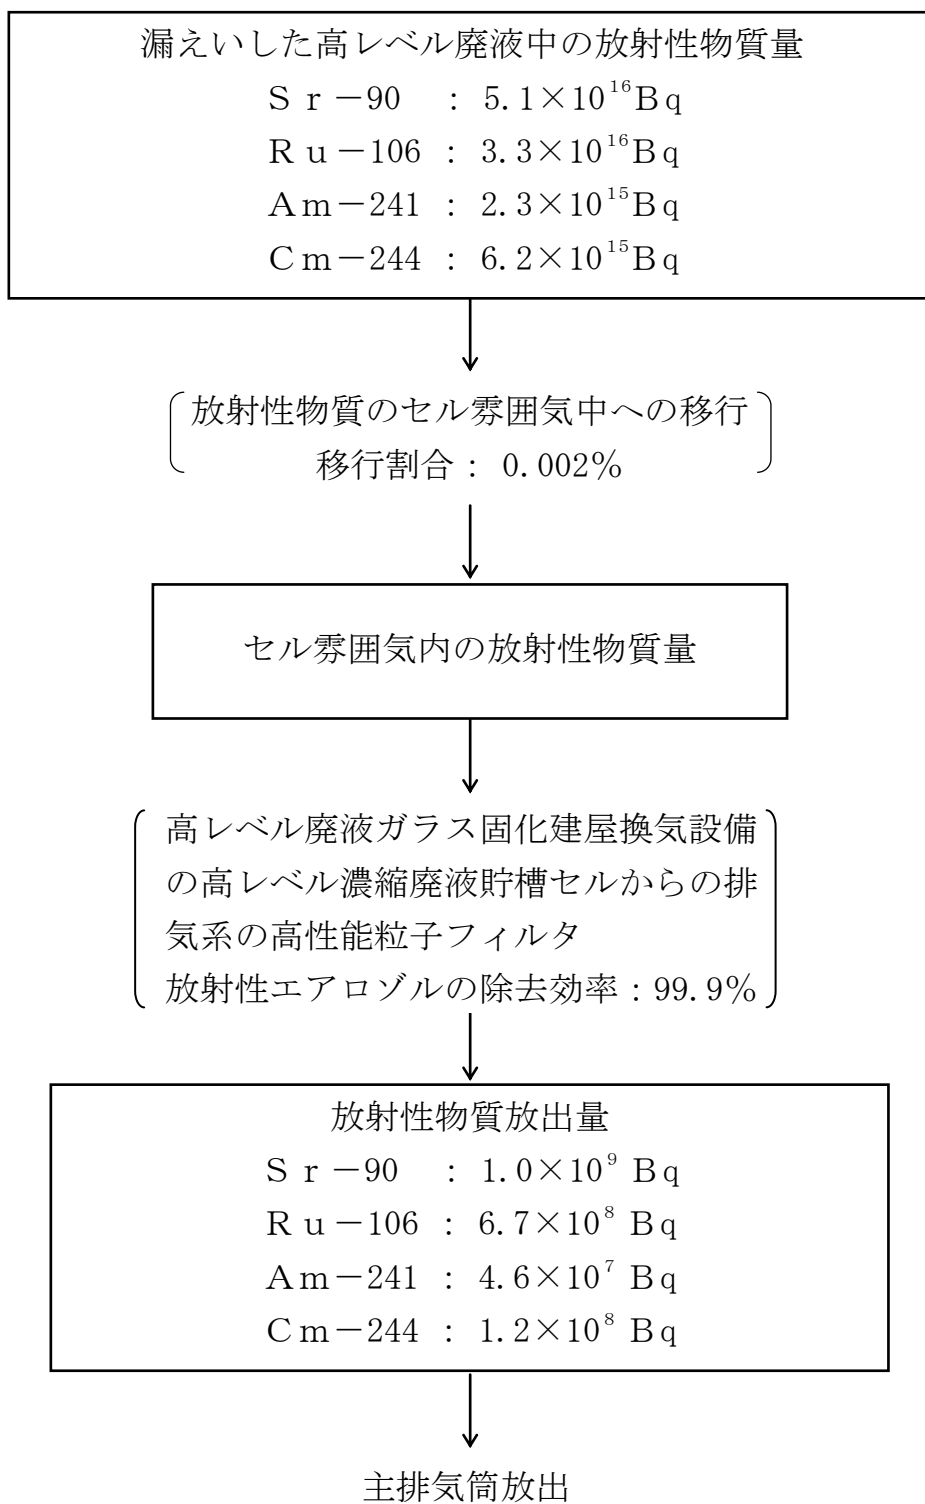 漏えいした高レベル廃液中の放射性物質量
Ｓｒ－90 : 5.1×10¹⁶Ｂｑ
Ｒｕ－106 : 3.3×10¹⁶Ｂｑ
Ａｍ－241 : 2.3×10¹⁵Ｂｑ
Ｃｍ－244 : 6.2×10¹⁵Ｂｑ
放射性物質のセル雰囲気中への移行
移行割合 : 0.002％
セル雰囲気内の放射性物質量
高レベル廃液ガラス固化建屋換気設備
の高レベル濃縮廃液貯槽セルからの排
気系の高性能粒子フィルタ
放射性エアロゾルの除去効率 : 99.9％
放射性物質放出量
Ｓｒ－90 : 1.0×10⁹ Ｂｑ
Ｒｕ－106 : 6.7×10⁸ Ｂｑ
Ａｍ－241 : 4.6×10⁷ Ｂｑ
Ｃｍ－244 : 1.2×10⁸ Ｂｑ
主排気筒放出